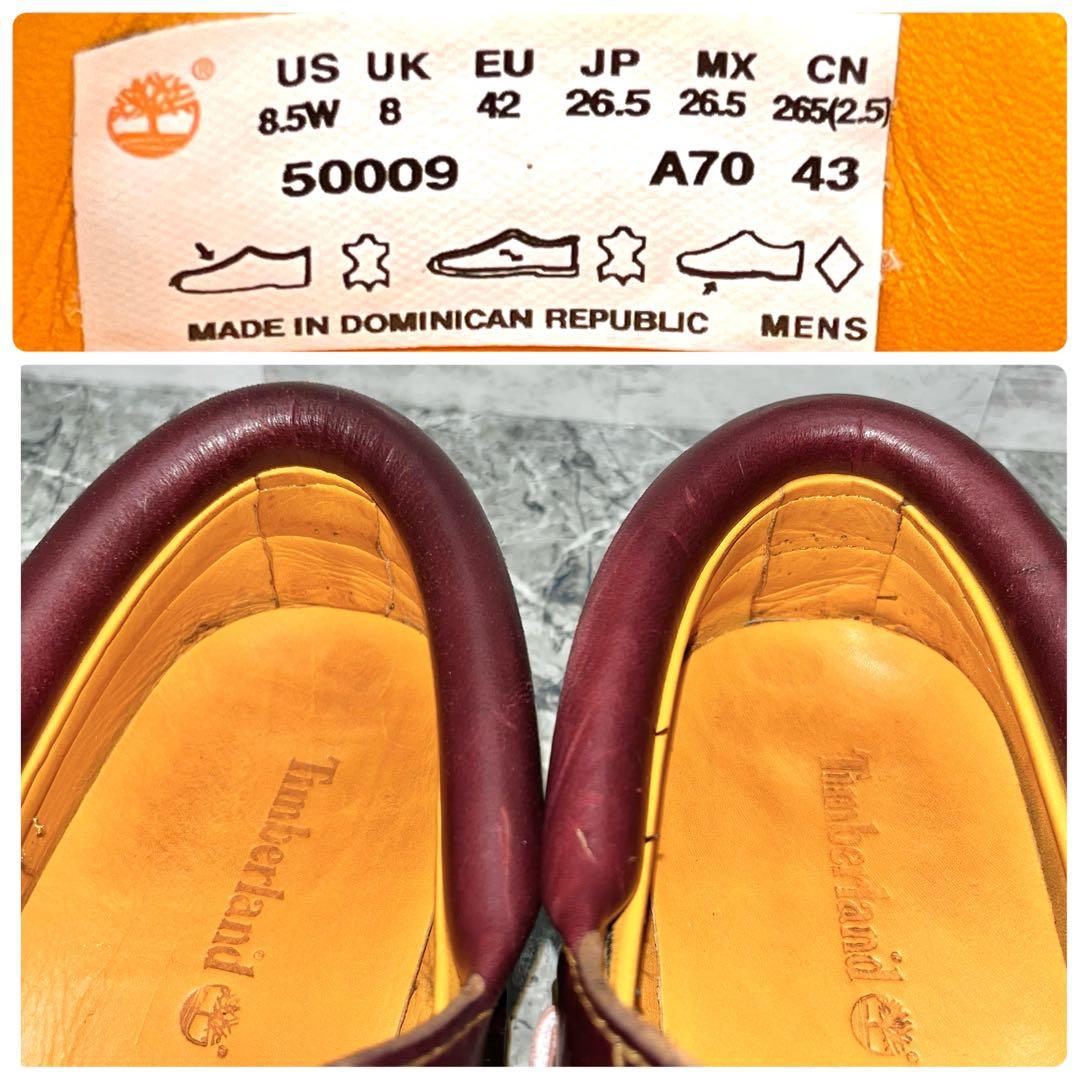 US UK EU JP MX CN
8.5W 8 42 26.5 26.5 265(2.5)
50009 A70 43
MADE IN DOMINICAN REPUBLIC MENS
Timberland ®
Timberland ®